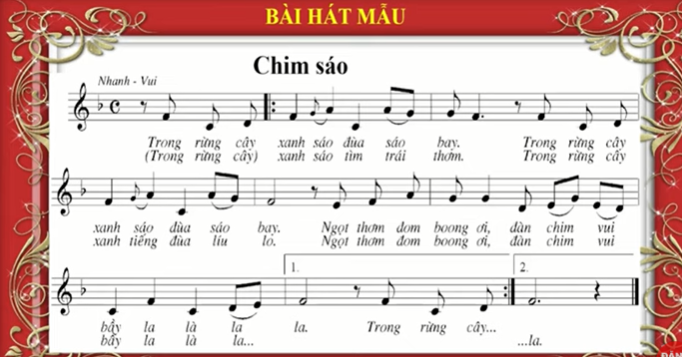 BÀI HÁT MẪU
Chim sáo
Nhanh - Vui
Trong rừng cây xanh sáo đùa sáo bay. Trong rừng cây
(Trong rừng cây) xanh sáo tìm trái thơm. Trong rừng cây
xanh sáo đùa sáo bay. Ngọt thơm đom boong ơi, đàn chim vui
xanh tiếng đùa líu lo. Ngọt thơm đom boong ơi, đàn chim vui
1. 2.
bầy la là la la. Trong rừng cây...
bầy la là la... ...la.